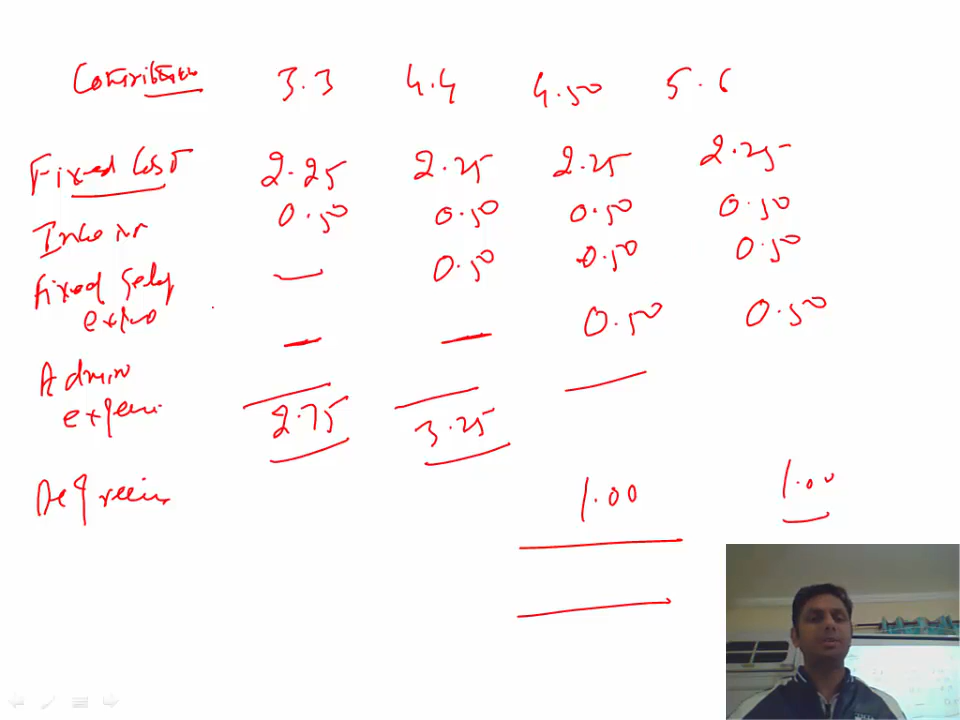 Contribution 3.3 4.4 4.50 5.6
Fixed Cost 2.25 2.25 2.25 2.25
0.50 0.50 0.50 0.50
Fixed 0.50 0.50 0.50
0.50 0.50
Admin
2.75 3.25
1.00 1.00